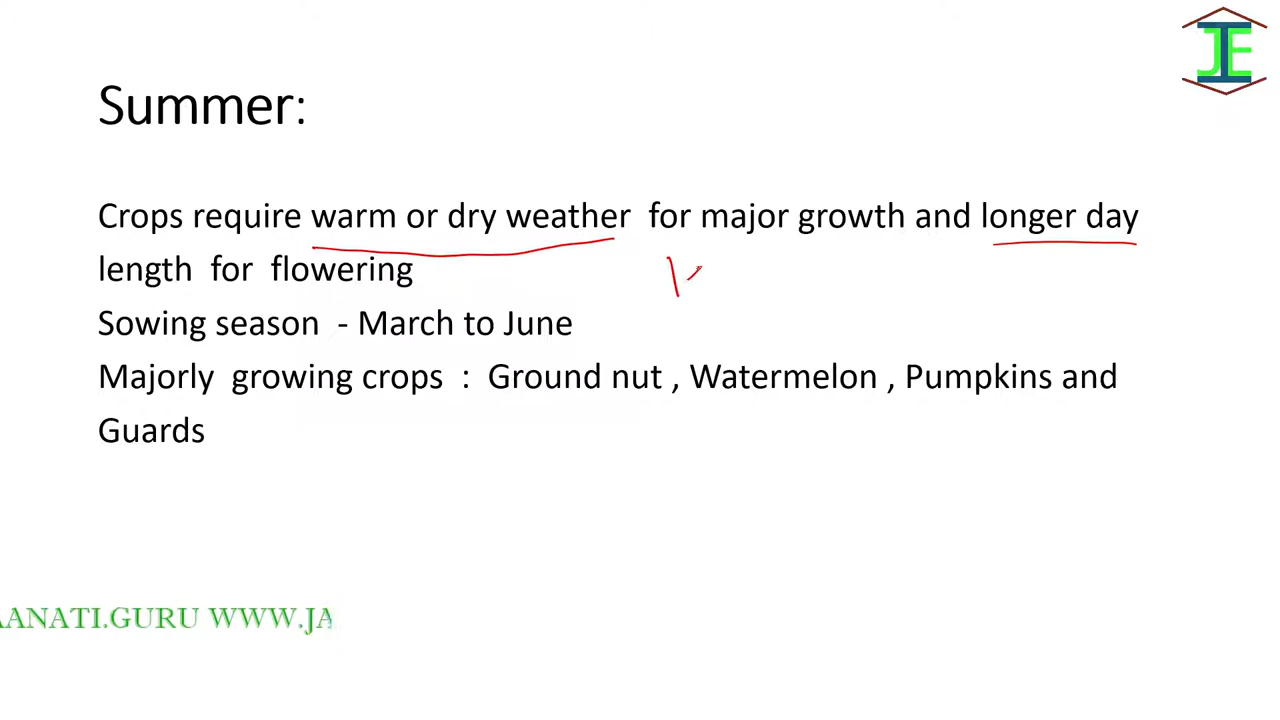 Summer:
Crops require warm or dry weather for major growth and longer day
length for flowering
Sowing season - March to June
Majorly growing crops : Ground nut , Watermelon , Pumpkins and
Guards
AANATI.GURU WWW.JA